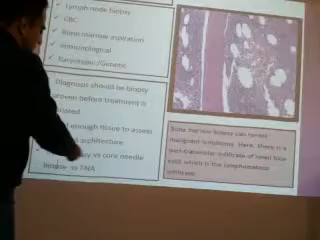 ✓ Lymph node biopsy
✓ CBC
✓ Bone marrow aspiration
✓ Immunological
✓ Karyotypic /Genetic
Diagnosis should be biopsy
proven before treatment is
enough tissue to assess
architecture
vs core needle
biopsy vs FNA
Bone marrow biopsy can reveal
malignant lymphoma. Here, there is a
peri-trabecular infiltrate of small blue
cells which is the lymphomatous
infiltrate.